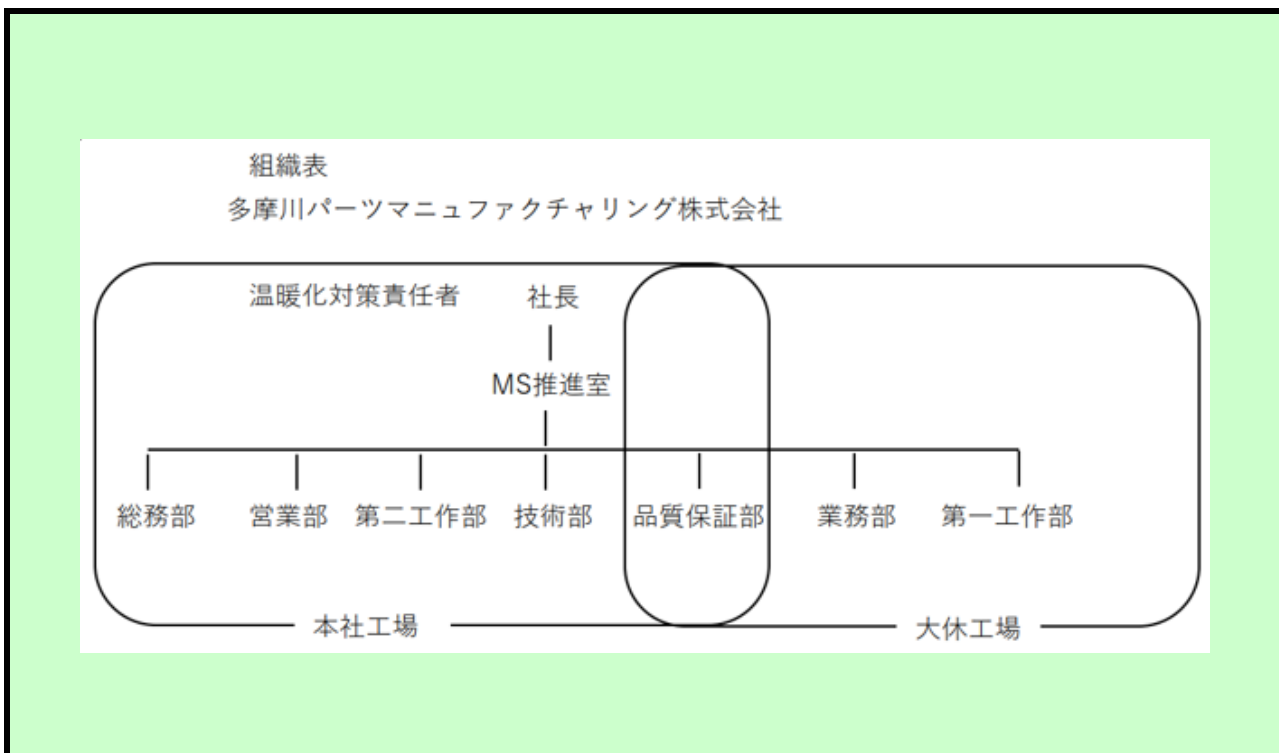 組織表
多摩川パーツマニュファクチャリング株式会社
温暖化対策責任者 社長
MS推進室
総務部 営業部 第二工作部 技術部 品質保証部 業務部 第一工作部
本社工場 大休工場